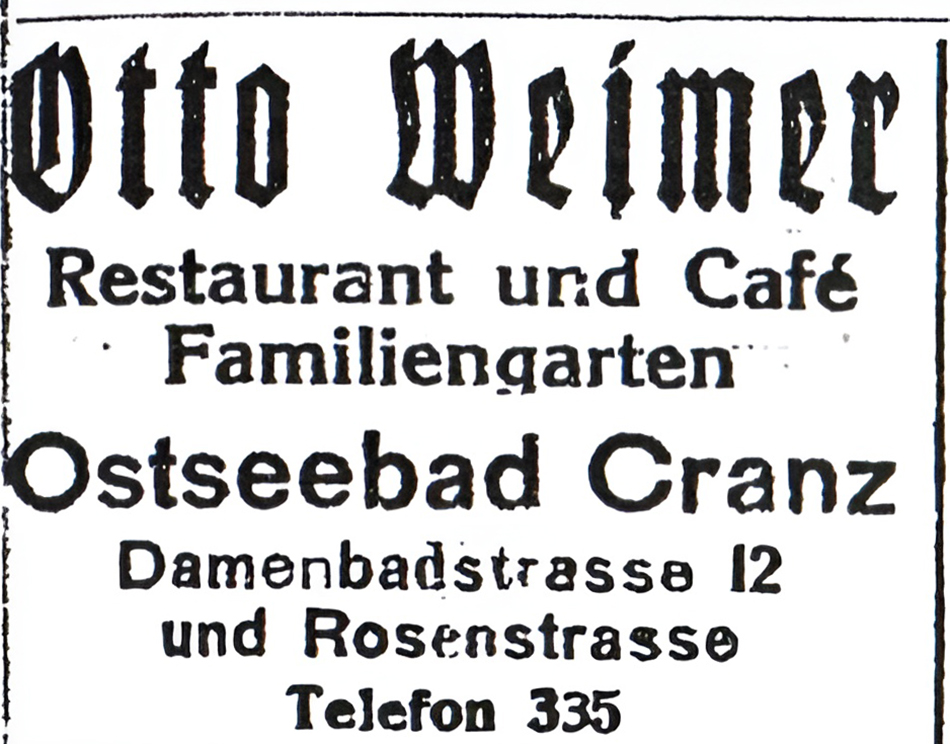 Otto Weimer
Restaurant und Café
Familiengarten
Ostseebad Cranz
Damenbadstrasse 12
und Rosenstrasse
Telefon 335